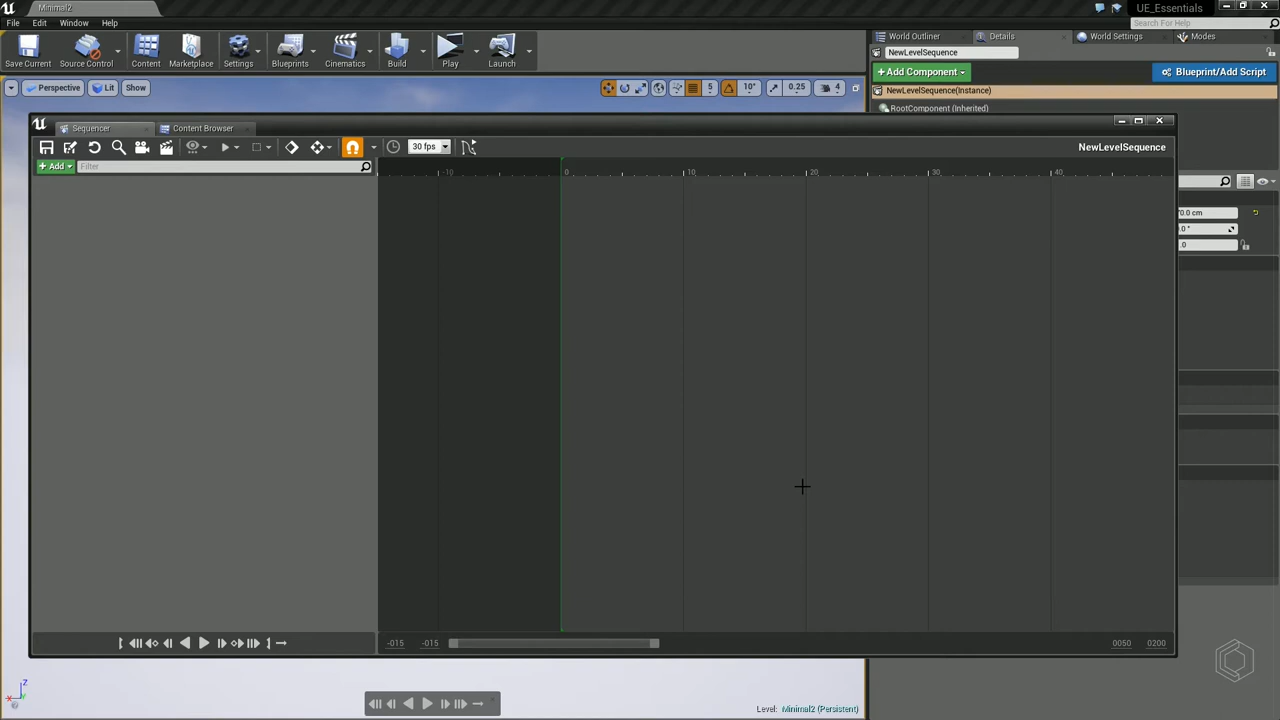 Minimal2
UE_Essentials
File Edit Window Help
Search For Help
Save Current
Source Control
Content
Marketplace
Settings
Blueprints
Cinematics
Build
Play
Launch
World Outliner
Details
World Settings
Modes
NewLevelSequence
+Add Component
Blueprint/Add Script
NewLevelSequence(Instance)
RootComponent (Inherited)
Perspective
Lit
Show
5
10°
0.25
4
Sequencer
Content Browser
30 fps
NewLevelSequence
+ Add
Filter
-10
0
10
20
30
40
-015
-015
0050
0200
Level: Minimal2 (Persistent)
Z
X